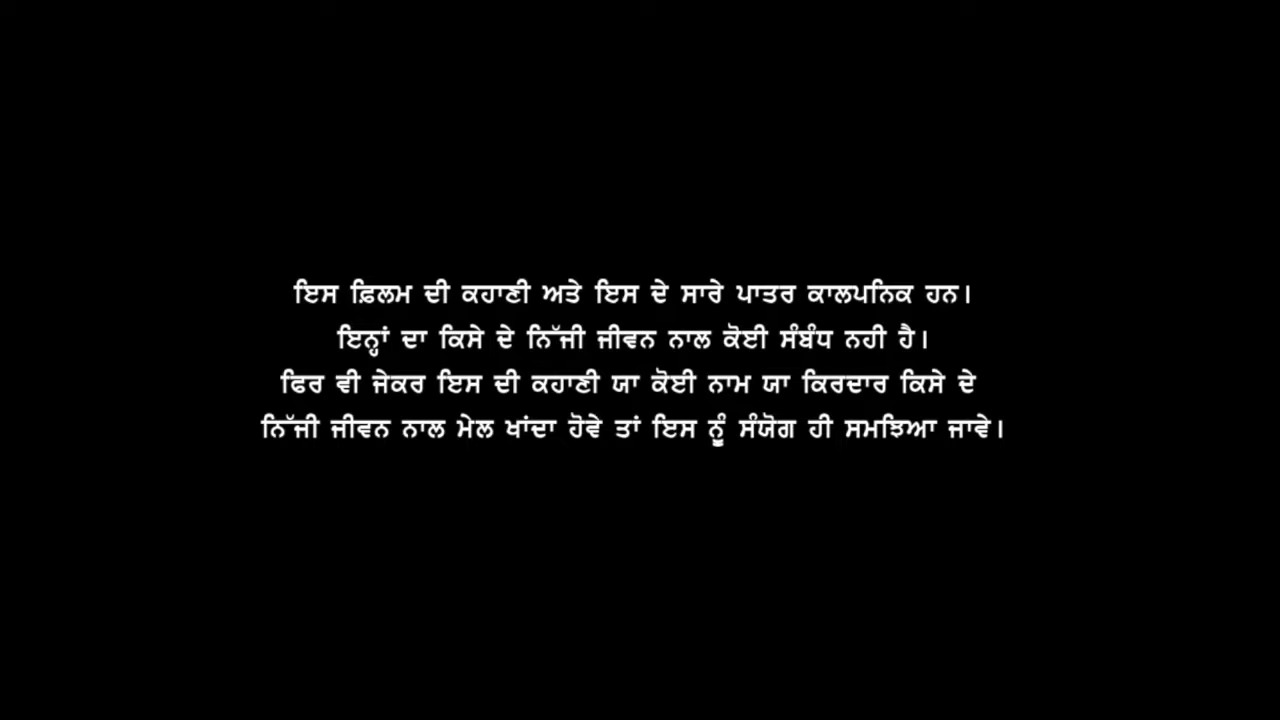 ਇਸ ਫ਼ਿਲਮ ਦੀ ਕਹਾਣੀ ਅਤੇ ਇਸ ਦੇ ਸਾਰੇ ਪਾਤਰ ਕਾਲਪਨਿਕ ਹਨ।
ਇਨ੍ਹਾਂ ਦਾ ਕਿਸੇ ਦੇ ਨਿੱਜੀ ਜੀਵਨ ਨਾਲ ਕੋਈ ਸੰਬੰਧ ਨਹੀ ਹੈ।
ਫਿਰ ਵੀ ਜੇਕਰ ਇਸ ਦੀ ਕਹਾਣੀ ਯਾ ਕੋਈ ਨਾਮ ਯਾ ਕਿਰਦਾਰ ਕਿਸੇ ਦੇ
ਨਿੱਜੀ ਜੀਵਨ ਨਾਲ ਮੇਲ ਖਾਂਦਾ ਹੋਵੇ ਤਾਂ ਇਸ ਨੂੰ ਸੰਯੋਗ ਹੀ ਸਮਝਿਆ ਜਾਵੇ।